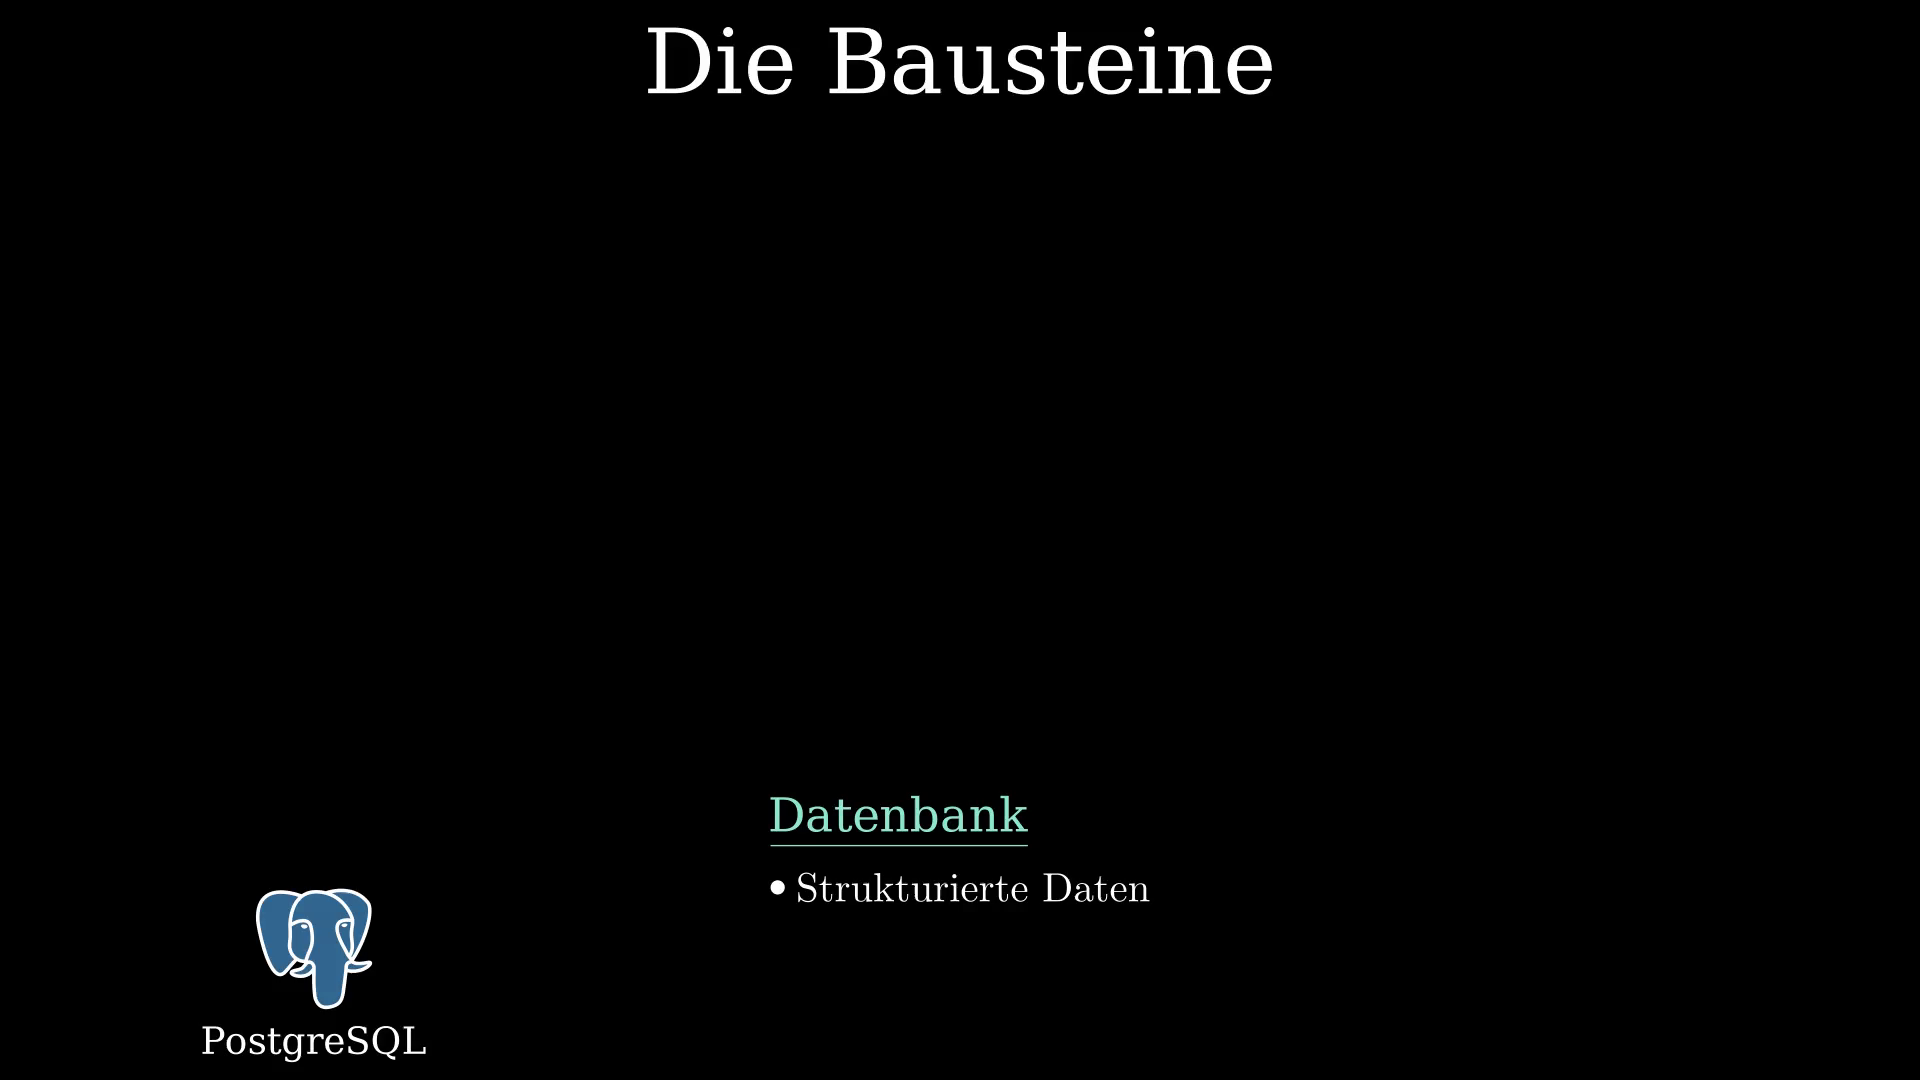 Die Bausteine
Datenbank
• Strukturierte Daten
PostgreSQL